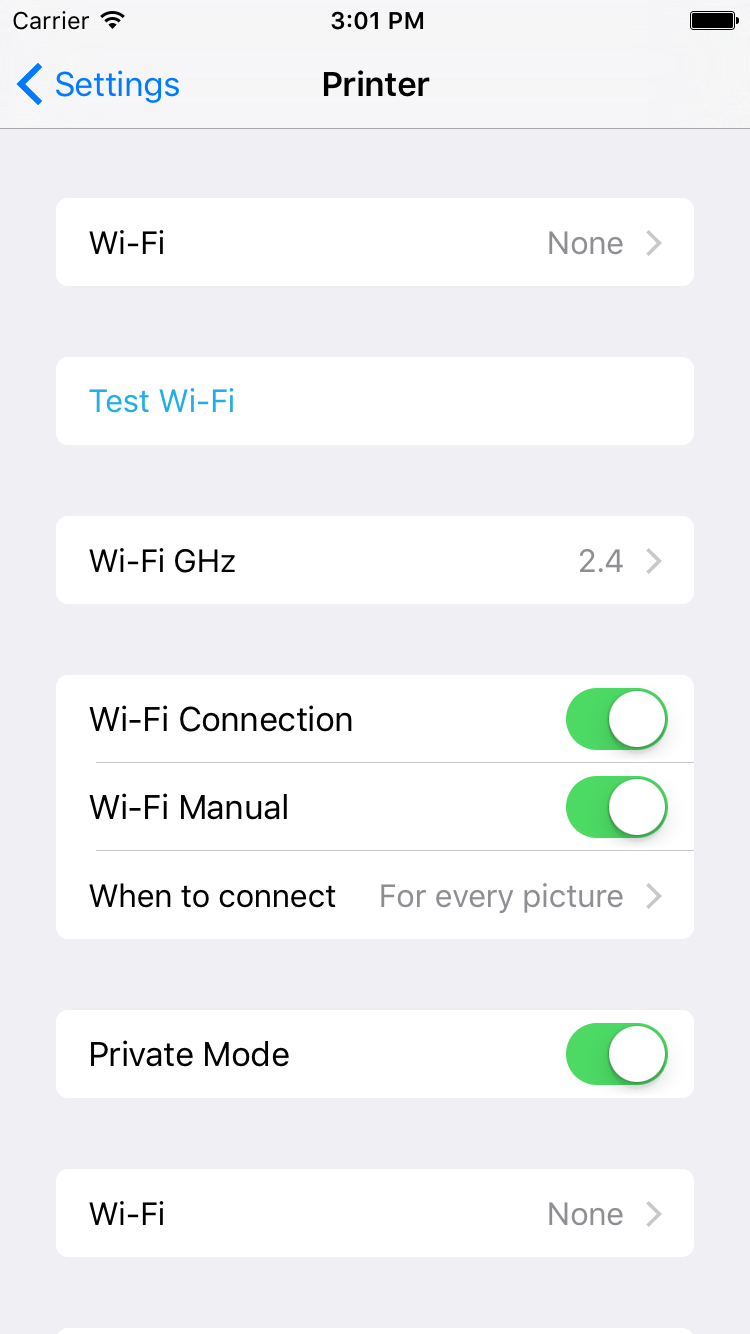 Carrier 3:01 PM
Settings Printer
Wi-Fi None
Test Wi-Fi
Wi-Fi GHz 2.4
Wi-Fi Connection
Wi-Fi Manual
When to connect For every picture
Private Mode
Wi-Fi None